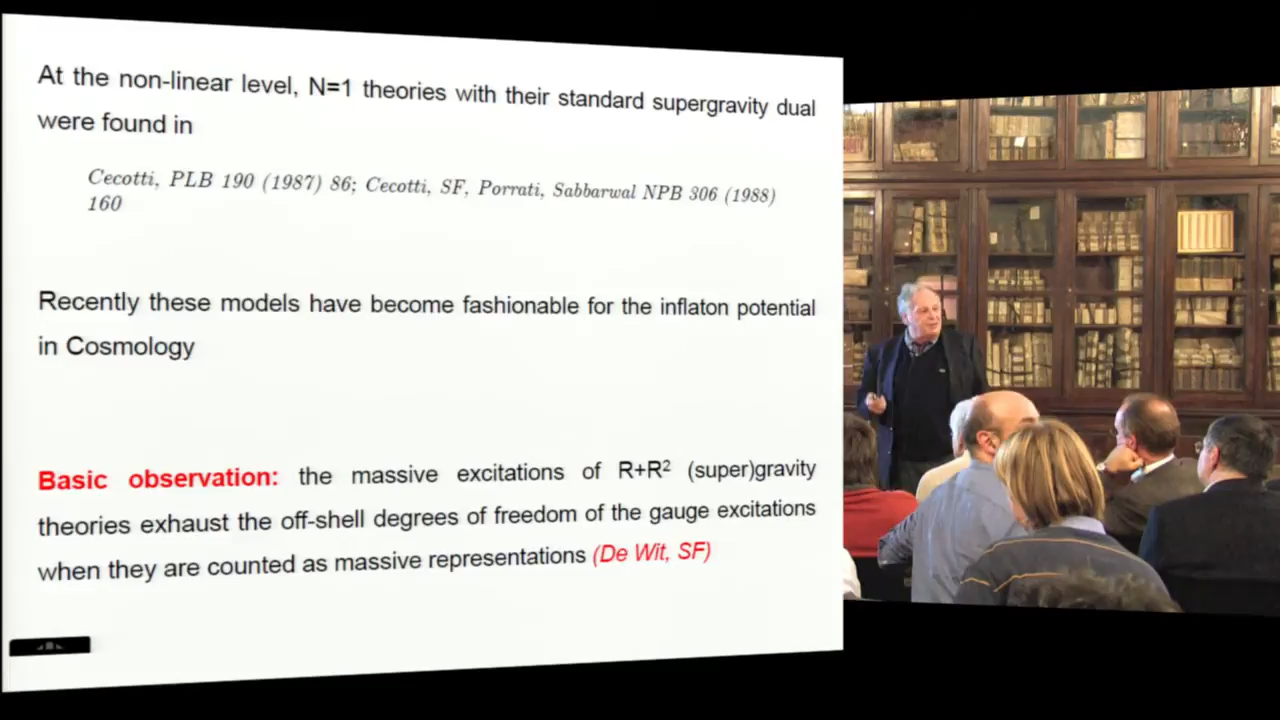 At the non-linear level, N=1 theories with their standard supergravity dual
were found in
Cecotti, PLB 190 (1987) 86; Cecotti, SF, Porrati, Sabbarwal NPB 306 (1988)
160
Recently these models have become fashionable for the inflaton potential
in Cosmology
Basic observation: the massive excitations of R+R² (super)gravity
theories exhaust the off-shell degrees of freedom of the gauge excitations
when they are counted as massive representations (De Wit, SF)